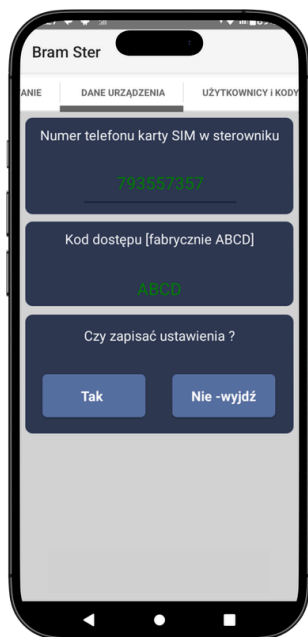 Bram Ster
ANIE DANE URZĄDZENIA UŻYTKOWNICY i KODY
Numer telefonu karty SIM w sterowniku
793557357
Kod dostępu [fabrycznie ABCD]
ABCD
Czy zapisać ustawienia ?
Tak Nie -wyjdź